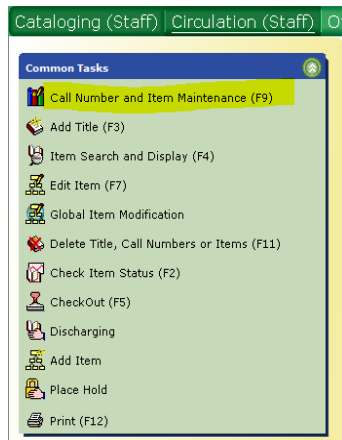 Cataloging (Staff) Circulation (Staff)
Common Tasks
Call Number and Item Maintenance (F9)
Add Title (F3)
Item Search and Display (F4)
Edit Item (F7)
Global Item Modification
Delete Title, Call Numbers or Items (F11)
Check Item Status (F2)
CheckOut (F5)
Discharging
Add Item
Place Hold
Print (F12)